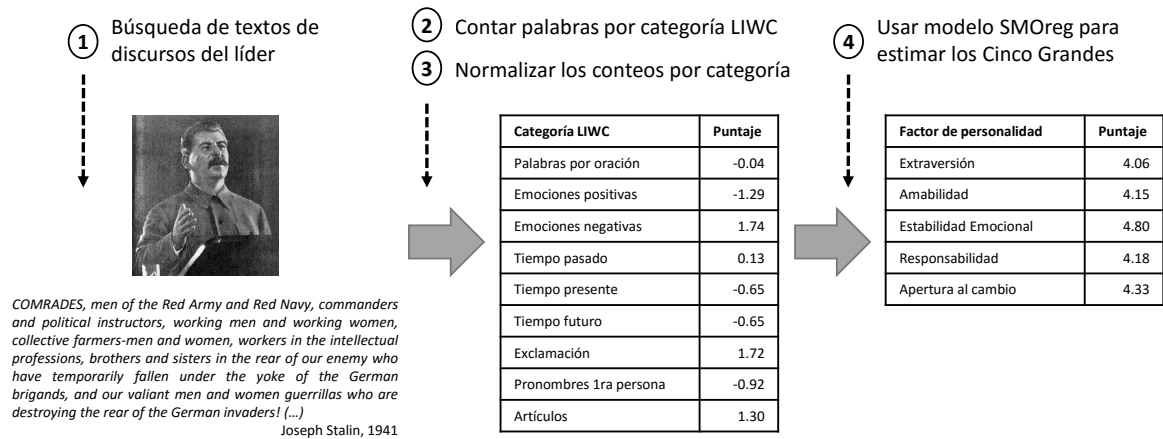 1
Búsqueda de textos de
discursos del líder
COMRADES, men of the Red Army and Red Navy, commanders
and political instructors, working men and working women,
collective farmers-men and women, workers in the intellectual
professions, brothers and sisters in the rear of our enemy who
have temporarily fallen under the yoke of the German
brigands, and our valiant men and women guerrillas who are
destroying the rear of the German invaders! (…)
Joseph Stalin, 1941
2 Contar palabras por categoría LIWC
3 Normalizar los conteos por categoría
Categoría LIWC Puntaje
Palabras por oración -0.04
Emociones positivas -1.29
Emociones negativas 1.74
Tiempo pasado 0.13
Tiempo presente -0.65
Tiempo futuro -0.65
Exclamación 1.72
Pronombres 1ra persona -0.92
Artículos 1.30
4
Usar modelo SMOreg para
estimar los Cinco Grandes
Factor de personalidad Puntaje
Extraversión 4.06
Amabilidad 4.15
Estabilidad Emocional 4.80
Responsabilidad 4.18
Apertura al cambio 4.33